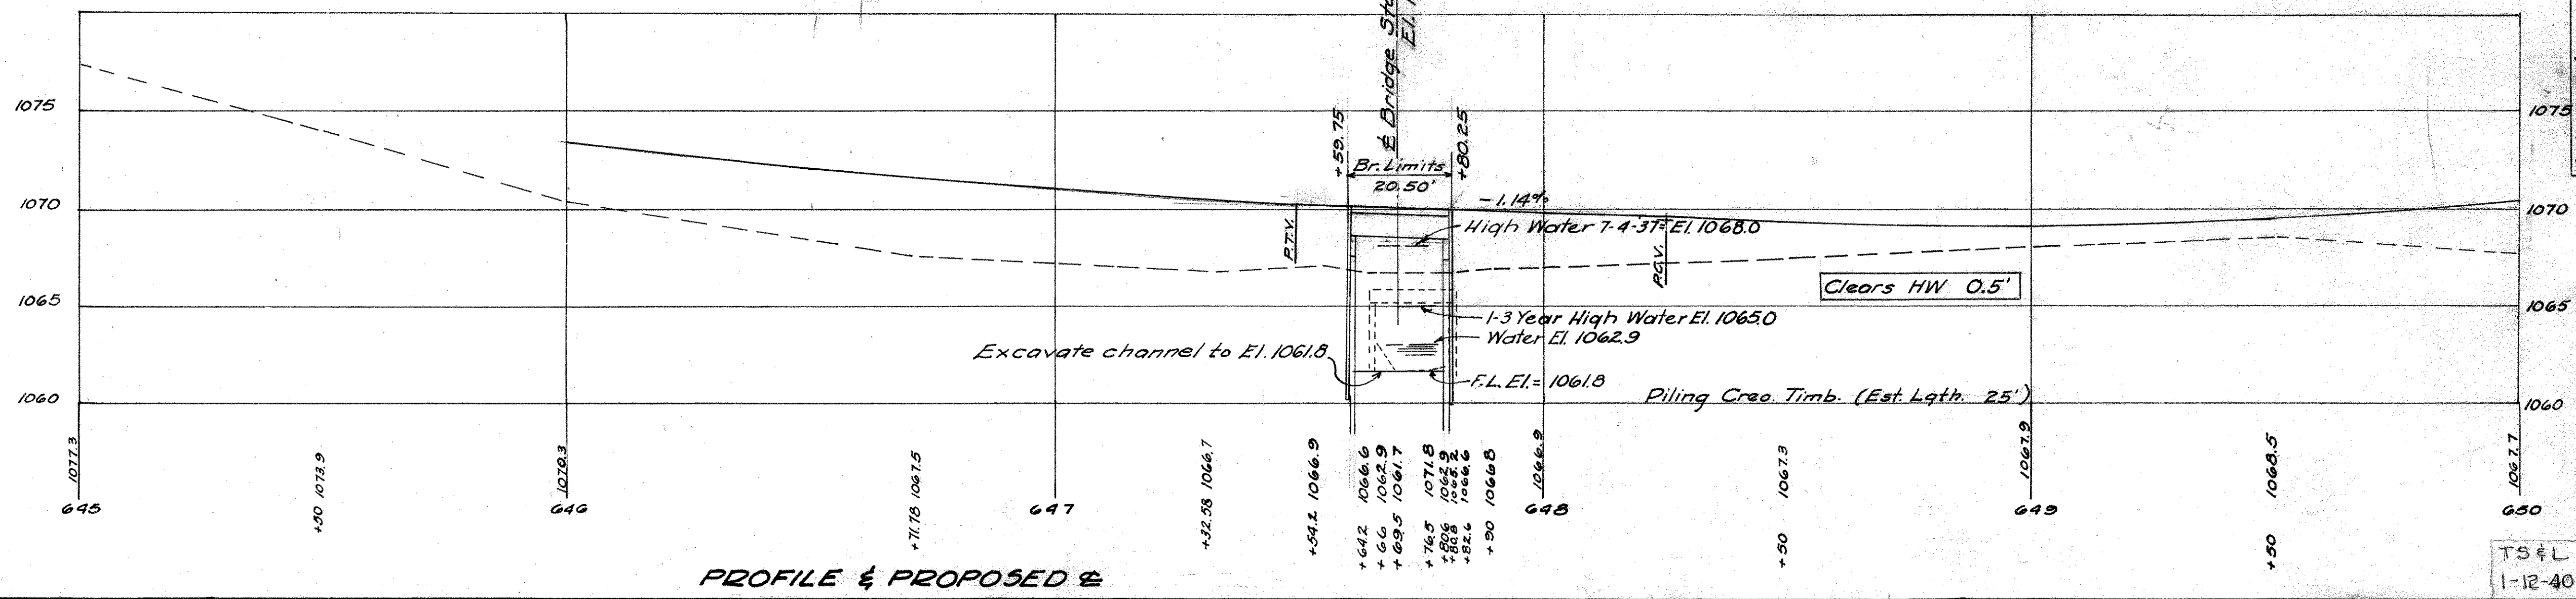 ℄ Bridge Sta
El. 1
+59.75
+80.25
Br. Limits
20.50'
-1.14%
1075
1075
1070
1070
1065
1065
1060
1060
P.T.V.
P.C.V.
High Water 7-4-37= El. 1068.0
Clears HW 0.5'
1-3 Year High Water El. 1065.0
Water El. 1062.9
Excavate channel to El. 1061.8
F.L. El.= 1061.8
Piling Creo. Timb. (Est. Lgth. 25')
1077.3
645
+50 1073.9
1070.3
646
+71.78 1067.5
647
+32.58 1066.7
+54.2 1066.9
+64.2 1066.6
+66 1062.9
+69.5 1061.7
+76.5 1071.8
+80.6 1062.9
+80.8 1065.2
+82.6 1066.6
+90 1066.8
1066.9
648
+50 1067.3
1067.9
649
+50 1068.5
1067.7
650
PROFILE & PROPOSED ℄
TS&L
1-12-40